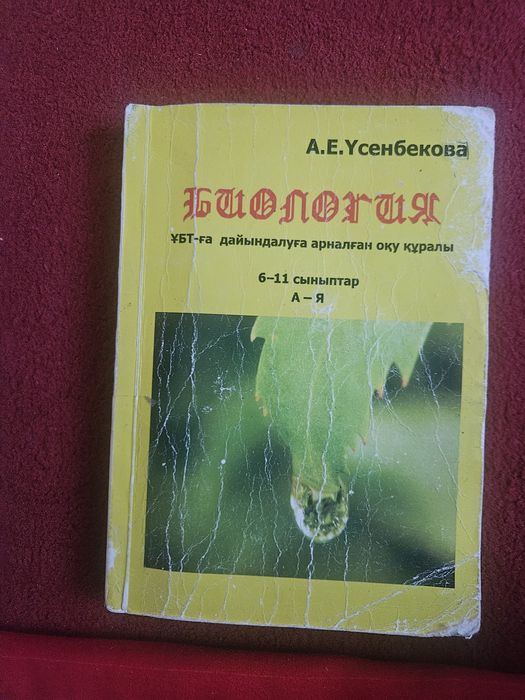 А.Е.Үсенбекова
БИОЛОГИЯ
ҰБТ-ға дайындалуға арналған оқу құралы
6–11 сыныптар
А – Я